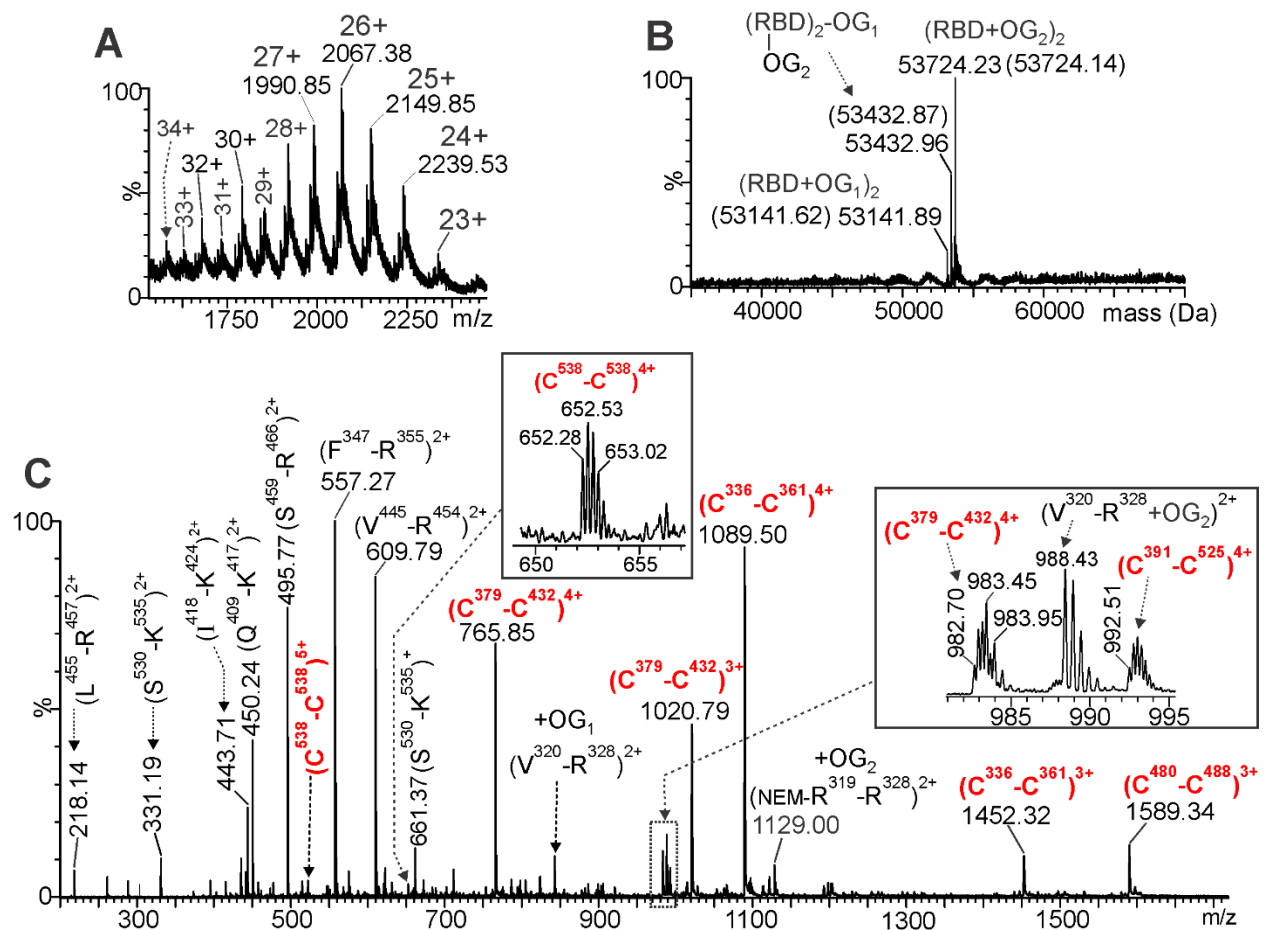 A
26+
2067.38
27+
1990.85
25+
2149.85
28+
24+
2239.53
34+
30+
32+
33+
31+
29+
23+
100
%
0
1750 2000 2250 m/z
B
(RBD)₂-OG₁
OG₂
(RBD+OG₂)₂
53724.23 (53724.14)
(53432.87)
53432.96
(RBD+OG₁)₂
(53141.62) 53141.89
100
%
0
40000 50000 60000 mass (Da)
C
100
%
0
(L⁴⁵⁵-R⁴⁵⁷)²⁺
218.14
(S⁵³⁰-K⁵³⁵)²⁺
331.19
(I⁴¹⁸-K⁴²⁴)²⁺
443.71
450.24 (Q⁴⁰⁹-K⁴¹⁷)²⁺
495.77 (S⁴⁵⁹-R⁴⁶⁶)²⁺
(C⁵³⁸-C⁵³⁸)⁵⁺
(F³⁴⁷-R³⁵⁵)²⁺
557.27
(V⁴⁴⁵-R⁴⁵⁴)²⁺
609.79
661.37 (S⁵³⁰-K⁵³⁵)⁺
(C⁵³⁸-C⁵³⁸)⁴⁺
652.53
652.28
653.02
650 655
(C³⁷⁹-C⁴³²)⁴⁺
765.85
+OG₁
(V³²⁰-R³²⁸)²⁺
(C³⁷⁹-C⁴³²)³⁺
1020.79
(C³³⁶-C³⁶¹)⁴⁺
1089.50
+OG₂
(NEM-R³¹⁹-R³²⁸)²⁺
1129.00
(C³³⁶-C³⁶¹)³⁺
1452.32
(C⁴⁸⁰-C⁴⁸⁸)³⁺
1589.34
(V³²⁰-R³²⁸+OG₂)²⁺
(C³⁷⁹-C⁴³²)⁴⁺
988.43
(C³⁹¹-C⁵²⁵)⁴⁺
982.70
983.45
983.95
992.51
985 990 995
300 500 700 900 1100 1300 1500 m/z